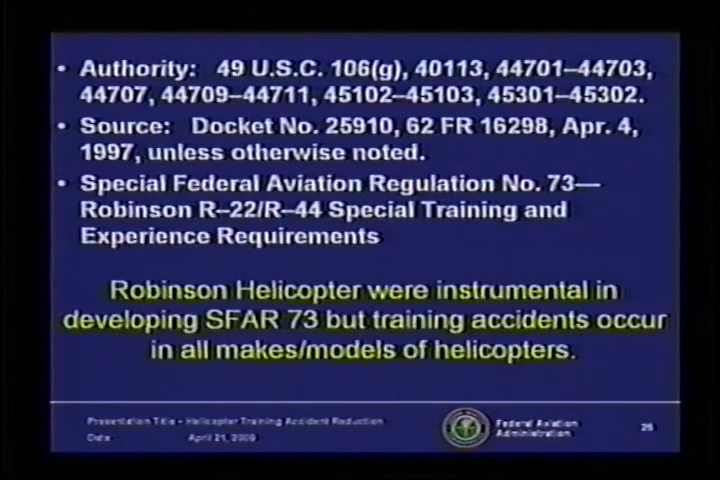 • Authority: 49 U.S.C. 106(g), 40113, 44701–44703,
44707, 44709–44711, 45102–45103, 45301–45302.
• Source: Docket No. 25910, 62 FR 16298, Apr. 4,
1997, unless otherwise noted.
• Special Federal Aviation Regulation No. 73—
Robinson R–22/R–44 Special Training and
Experience Requirements
Robinson Helicopter were instrumental in
developing SFAR 73 but training accidents occur
in all makes/models of helicopters.
Presentation Title – Helicopter Training Accident Reduction
Date April 21, 2009
Federal Aviation
Administration